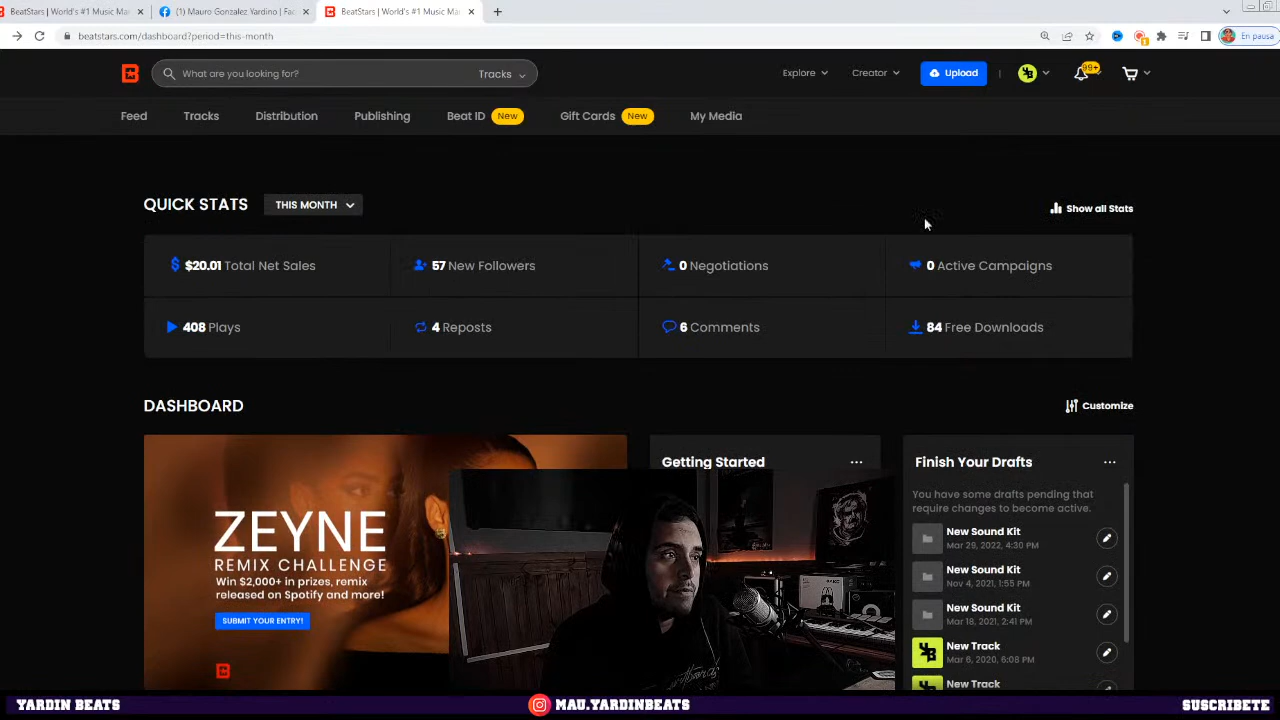 BeatStars | World's #1 Music Ma
(1) Mauro Gonzalez Yardino | Fac
BeatStars | World's #1 Music Ma
beatstars.com/dashboard?period=this-month
En pausa
What are you looking for?
Tracks
Explore
Creator
Upload
99+
Feed
Tracks
Distribution
Publishing
Beat ID New
Gift Cards New
My Media
QUICK STATS
THIS MONTH
Show all Stats
$20.01 Total Net Sales
57 New Followers
0 Negotiations
0 Active Campaigns
408 Plays
4 Reposts
6 Comments
84 Free Downloads
DASHBOARD
Customize
ZEYNE
REMIX CHALLENGE
Win $2,000+ in prizes, remix
released on Spotify and more!
SUBMIT YOUR ENTRY!
Getting Started
Finish Your Drafts
You have some drafts pending that
require changes to become active.
New Sound Kit
Mar 29, 2022, 4:30 PM
New Sound Kit
Nov 4, 2021, 1:55 PM
New Sound Kit
Mar 18, 2021, 2:41 PM
New Track
Mar 6, 2020, 6:08 PM
New Track
YARDIN BEATS
MAU.YARDINBEATS
SUSCRIBETE